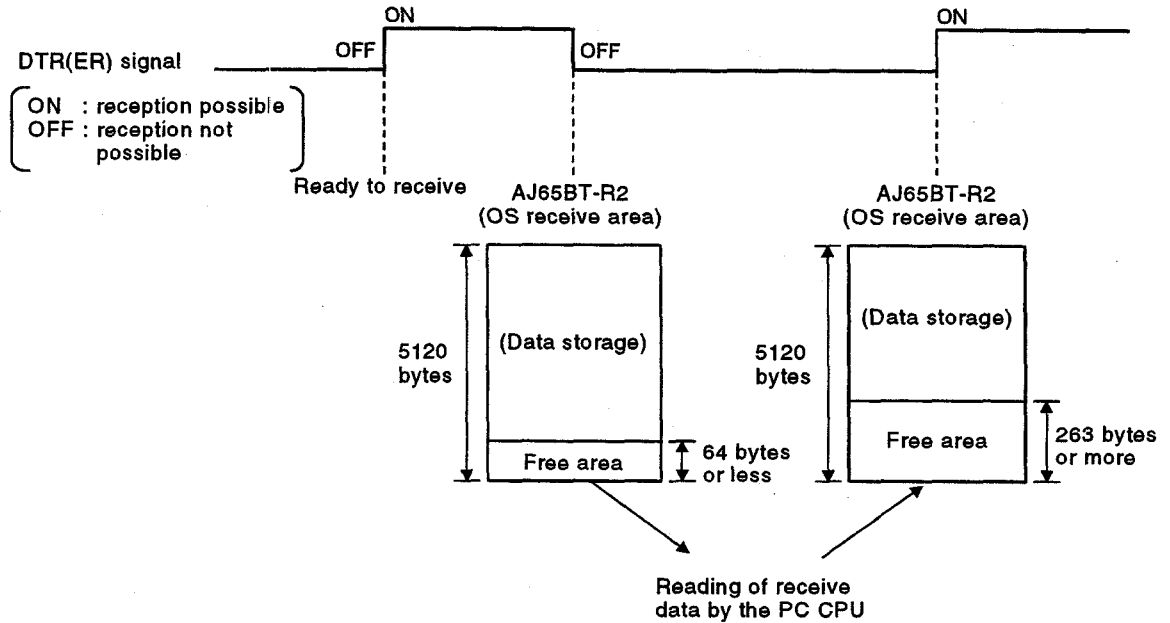 ON
ON
OFF
OFF
DTR(ER) signal
ON : reception possible
OFF : reception not
possible
Ready to receive
AJ65BT-R2
(OS receive area)
AJ65BT-R2
(OS receive area)
(Data storage)
5120
bytes
Free area
64 bytes
or less
(Data storage)
5120
bytes
Free area
263 bytes
or more
Reading of receive
data by the PC CPU